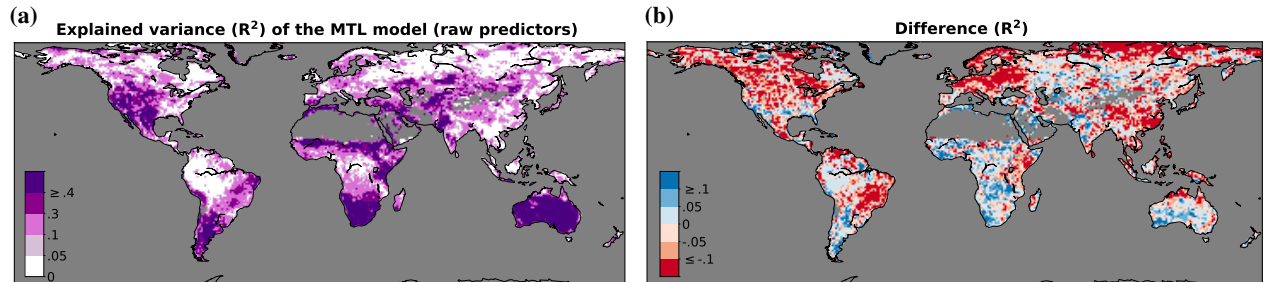 (a)
Explained variance (R²) of the MTL model (raw predictors)
≥ .4
.3
.1
.05
0
(b)
Difference (R²)
≥ .1
.05
0
-.05
≤ -.1